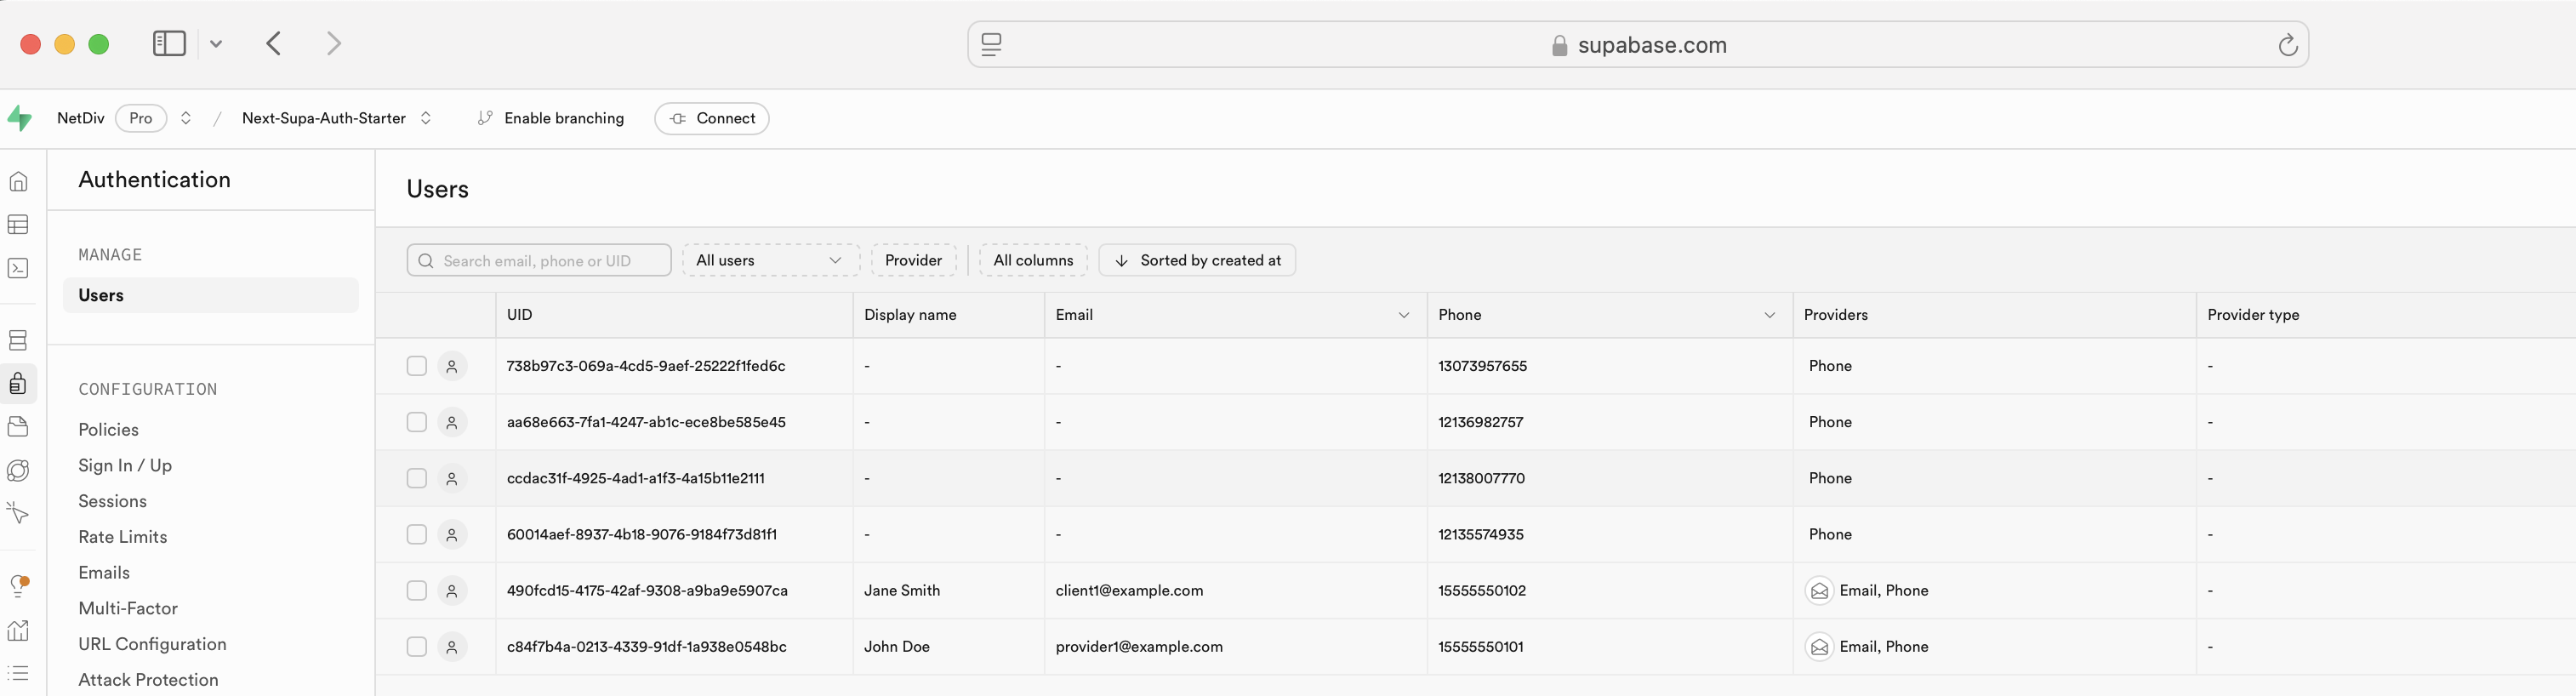 supabase.com
NetDiv Pro / Next-Supa-Auth-Starter Enable branching Connect
Authentication
MANAGE
Users
CONFIGURATION
Policies
Sign In / Up
Sessions
Rate Limits
Emails
Multi-Factor
URL Configuration
Attack Protection
Users
Search email, phone or UID All users Provider All columns Sorted by created at
UID Display name Email Phone Providers Provider type
738b97c3-069a-4cd5-9aef-25222f1fed6c - - 13073957655 Phone -
aa68e663-7fa1-4247-ab1c-ece8be585e45 - - 12136982757 Phone -
ccdac31f-4925-4ad1-a1f3-4a15b11e2111 - - 12138007770 Phone -
60014aef-8937-4b18-9076-9184f73d81f1 - - 12135574935 Phone -
490fcd15-4175-42af-9308-a9ba9e5907ca Jane Smith client1@example.com 15555550102 Email, Phone -
c84f7b4a-0213-4339-91df-1a938e0548bc John Doe provider1@example.com 15555550101 Email, Phone -